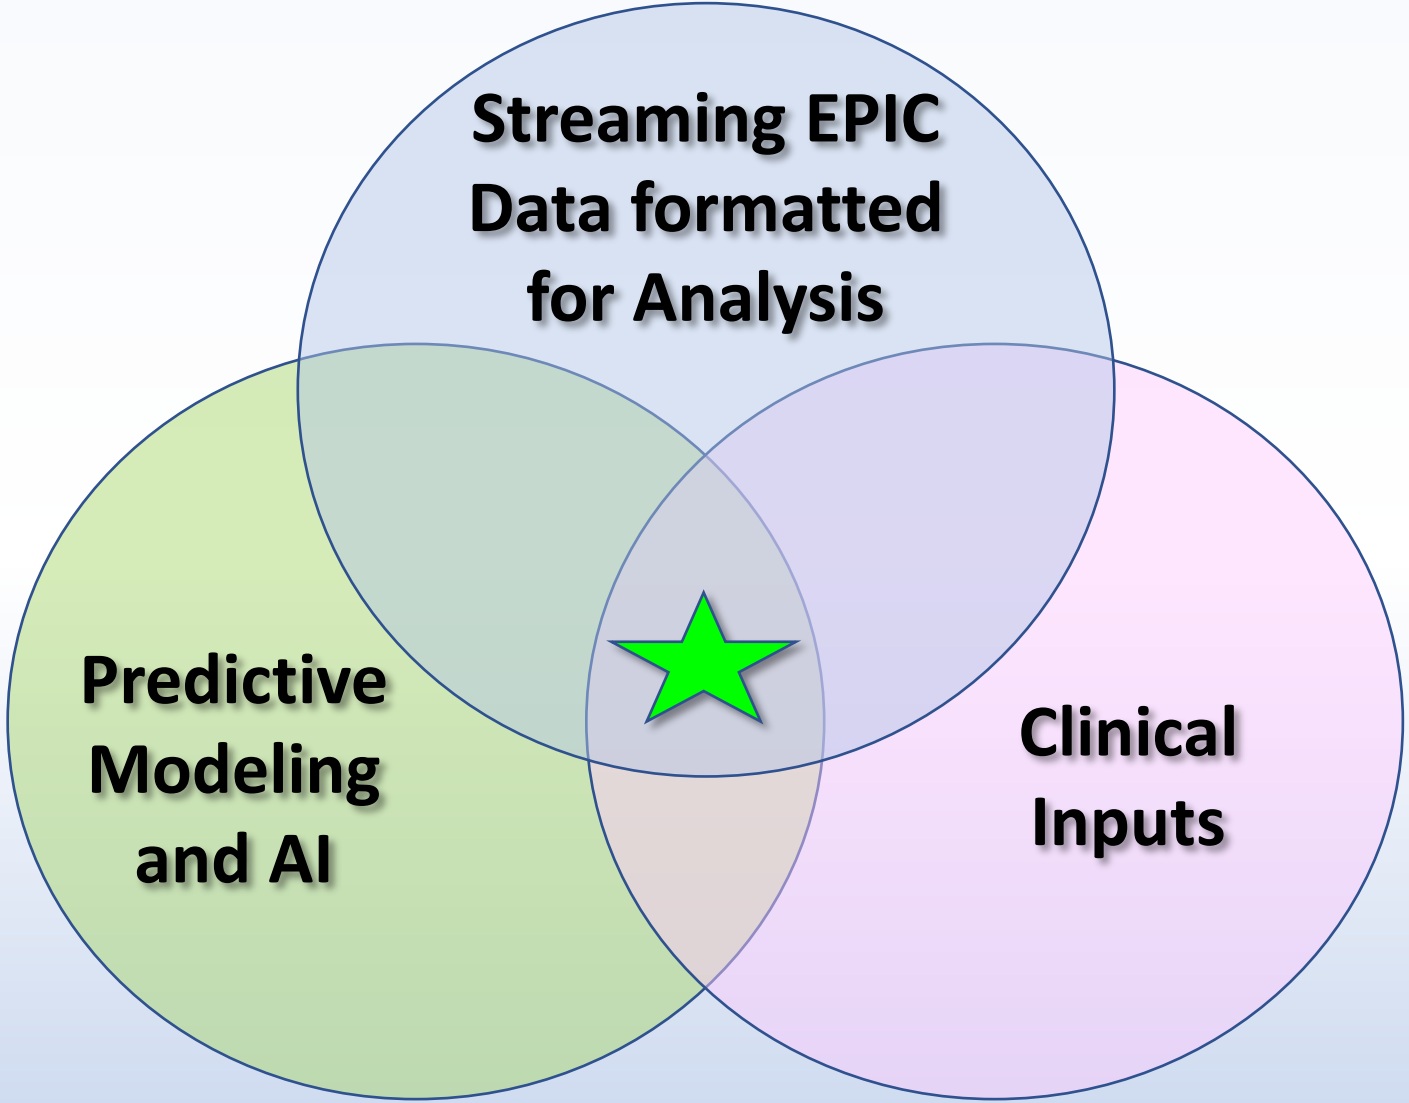 Streaming EPIC
Data formatted
for Analysis
Predictive
Modeling
and AI
Clinical
Inputs